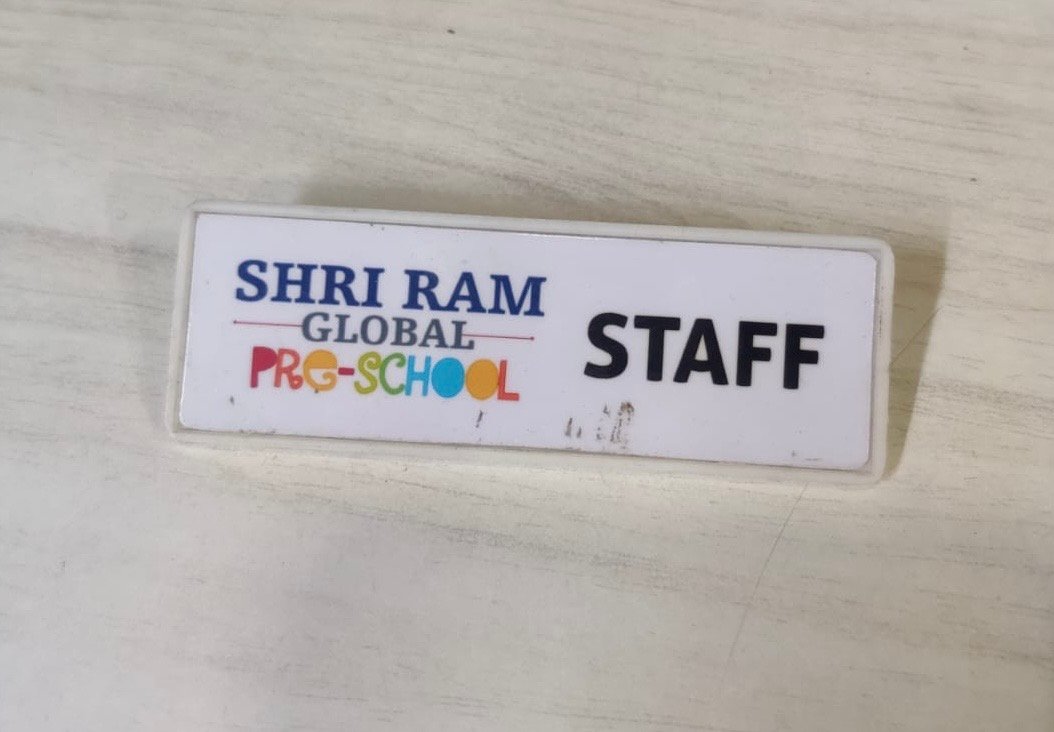 SHRI RAM
GLOBAL
PRE-SCHOOL
STAFF